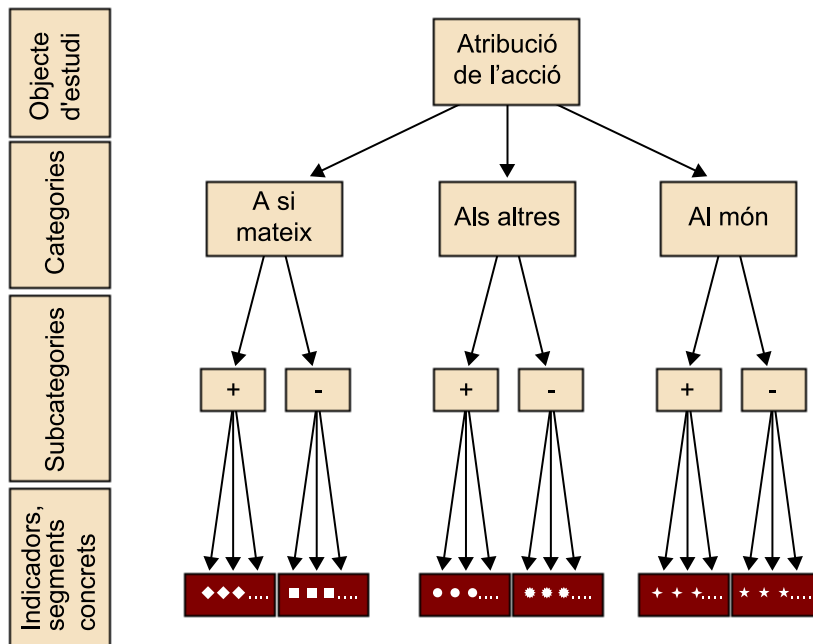 Objecte
d'estudi
Atribució
de l’acció
Categories
A si
mateix
Als altres
Al món
Subcategories
+
-
+
-
+
-
Indicadors,
segments
concrets
.....
.....
.....
.....
.....
.....